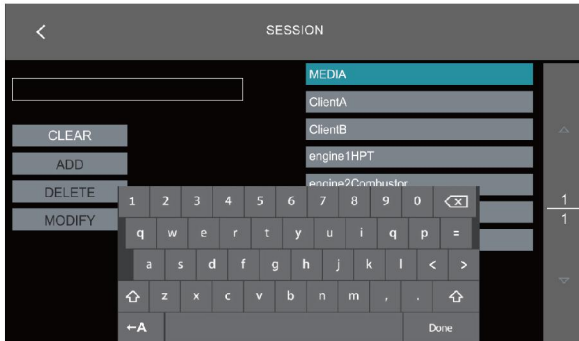 SESSION
MEDIA
ClientA
ClientB
engine1HPT
engine2Combustor
CLEAR
ADD
DELETE
MODIFY
1
1
1 2 3 4 5 6 7 8 9 0
q w e r t y u i q p =
a s d f g h j k l < >
z x c v b n m , .
←A Done